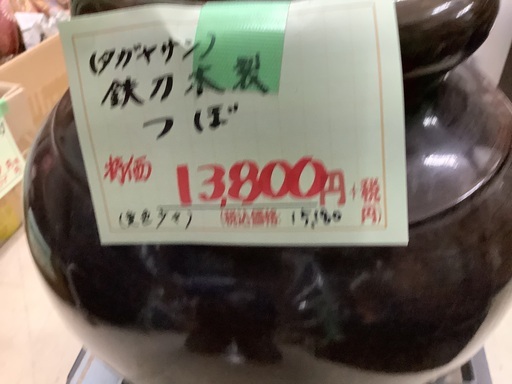 (タガヤサン)
鉄刀木製
つぼ
特価 13,800円+税
(税込価格 15,180円)